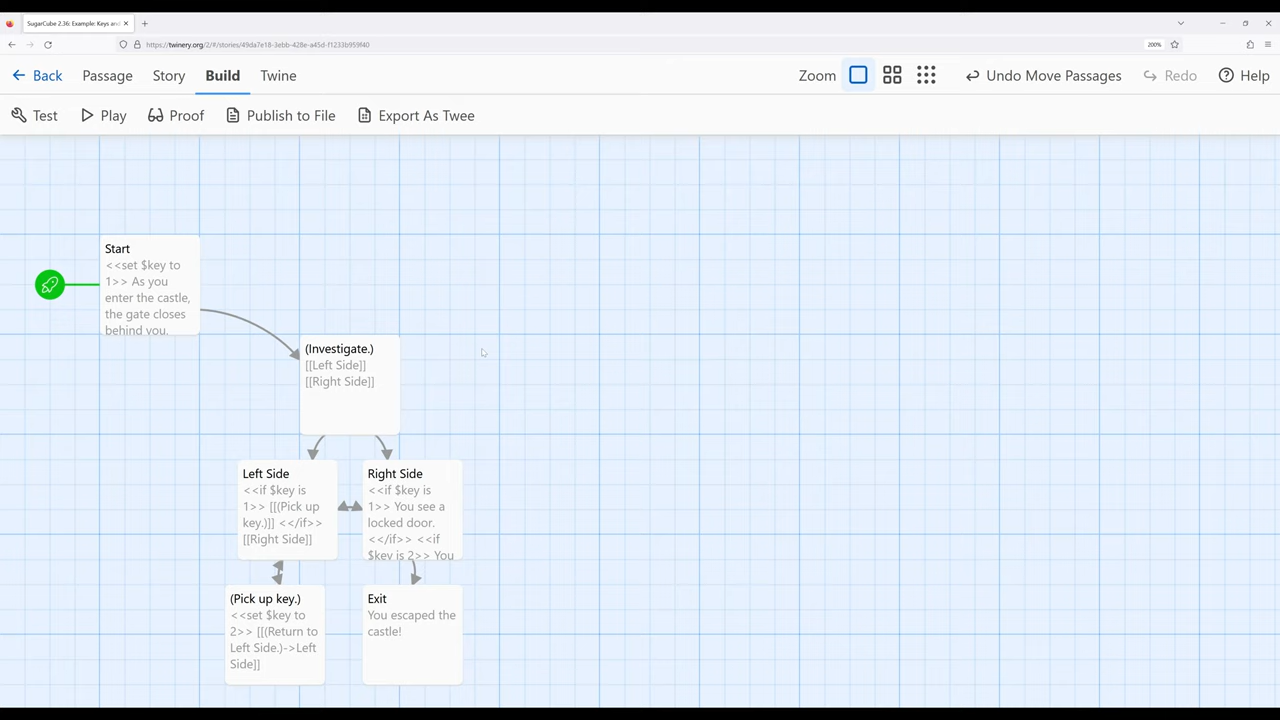 SugarCube 2.36: Example: Keys and
https://twinery.org/2/#/stories/49da7e18-3ebb-428e-a45d-f1233b959f40
200%
Back Passage Story Build Twine Zoom Undo Move Passages Redo Help
Test Play Proof Publish to File Export As Twee
Start
<<set $key to
1>> As you
enter the castle,
the gate closes
behind you.
(Investigate.)
[[Left Side]]
[[Right Side]]
Left Side
<<if $key is
1>> [[(Pick up
key.)]] <</if>>
[[Right Side]]
Right Side
<<if $key is
1>> You see a
locked door.
<</if>> <<if
$key is 2>> You
(Pick up key.)
<<set $key to
2>> [[(Return to
Left Side.)->Left
Side]]
Exit
You escaped the
castle!